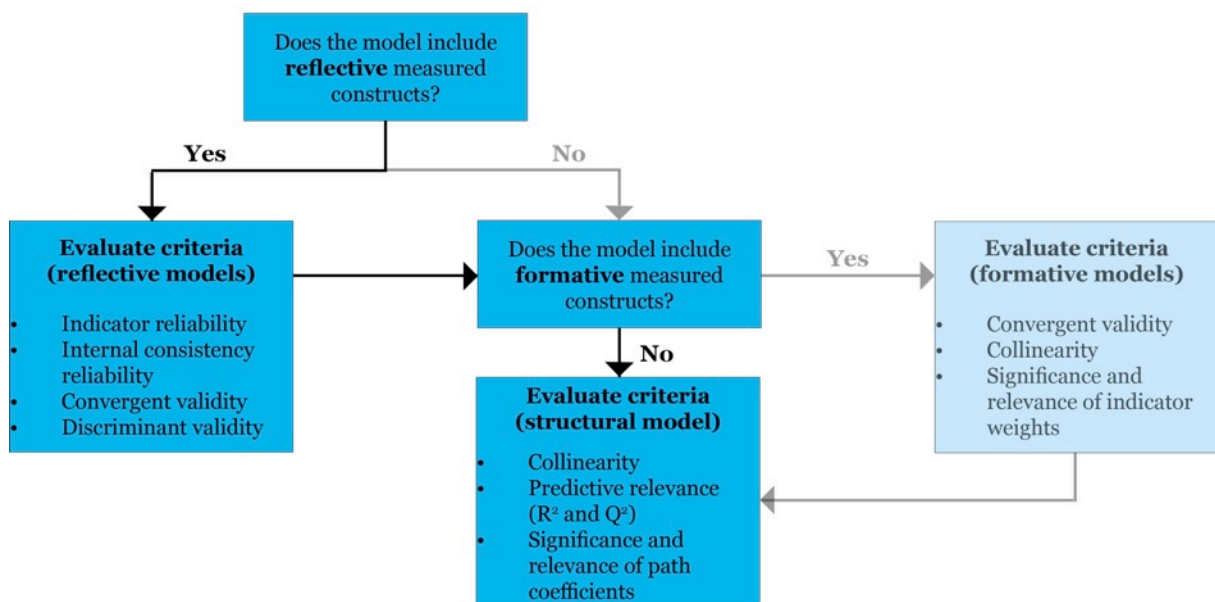 Does the model include
reflective measured
constructs?
Yes
No
Evaluate criteria
(reflective models)
• Indicator reliability
• Internal consistency
reliability
• Convergent validity
• Discriminant validity
Does the model include
formative measured
constructs?
Yes
No
Evaluate criteria
(formative models)
• Convergent validity
• Collinearity
• Significance and
relevance of indicator
weights
Evaluate criteria
(structural model)
• Collinearity
• Predictive relevance
(R² and Q²)
• Significance and
relevance of path
coefficients